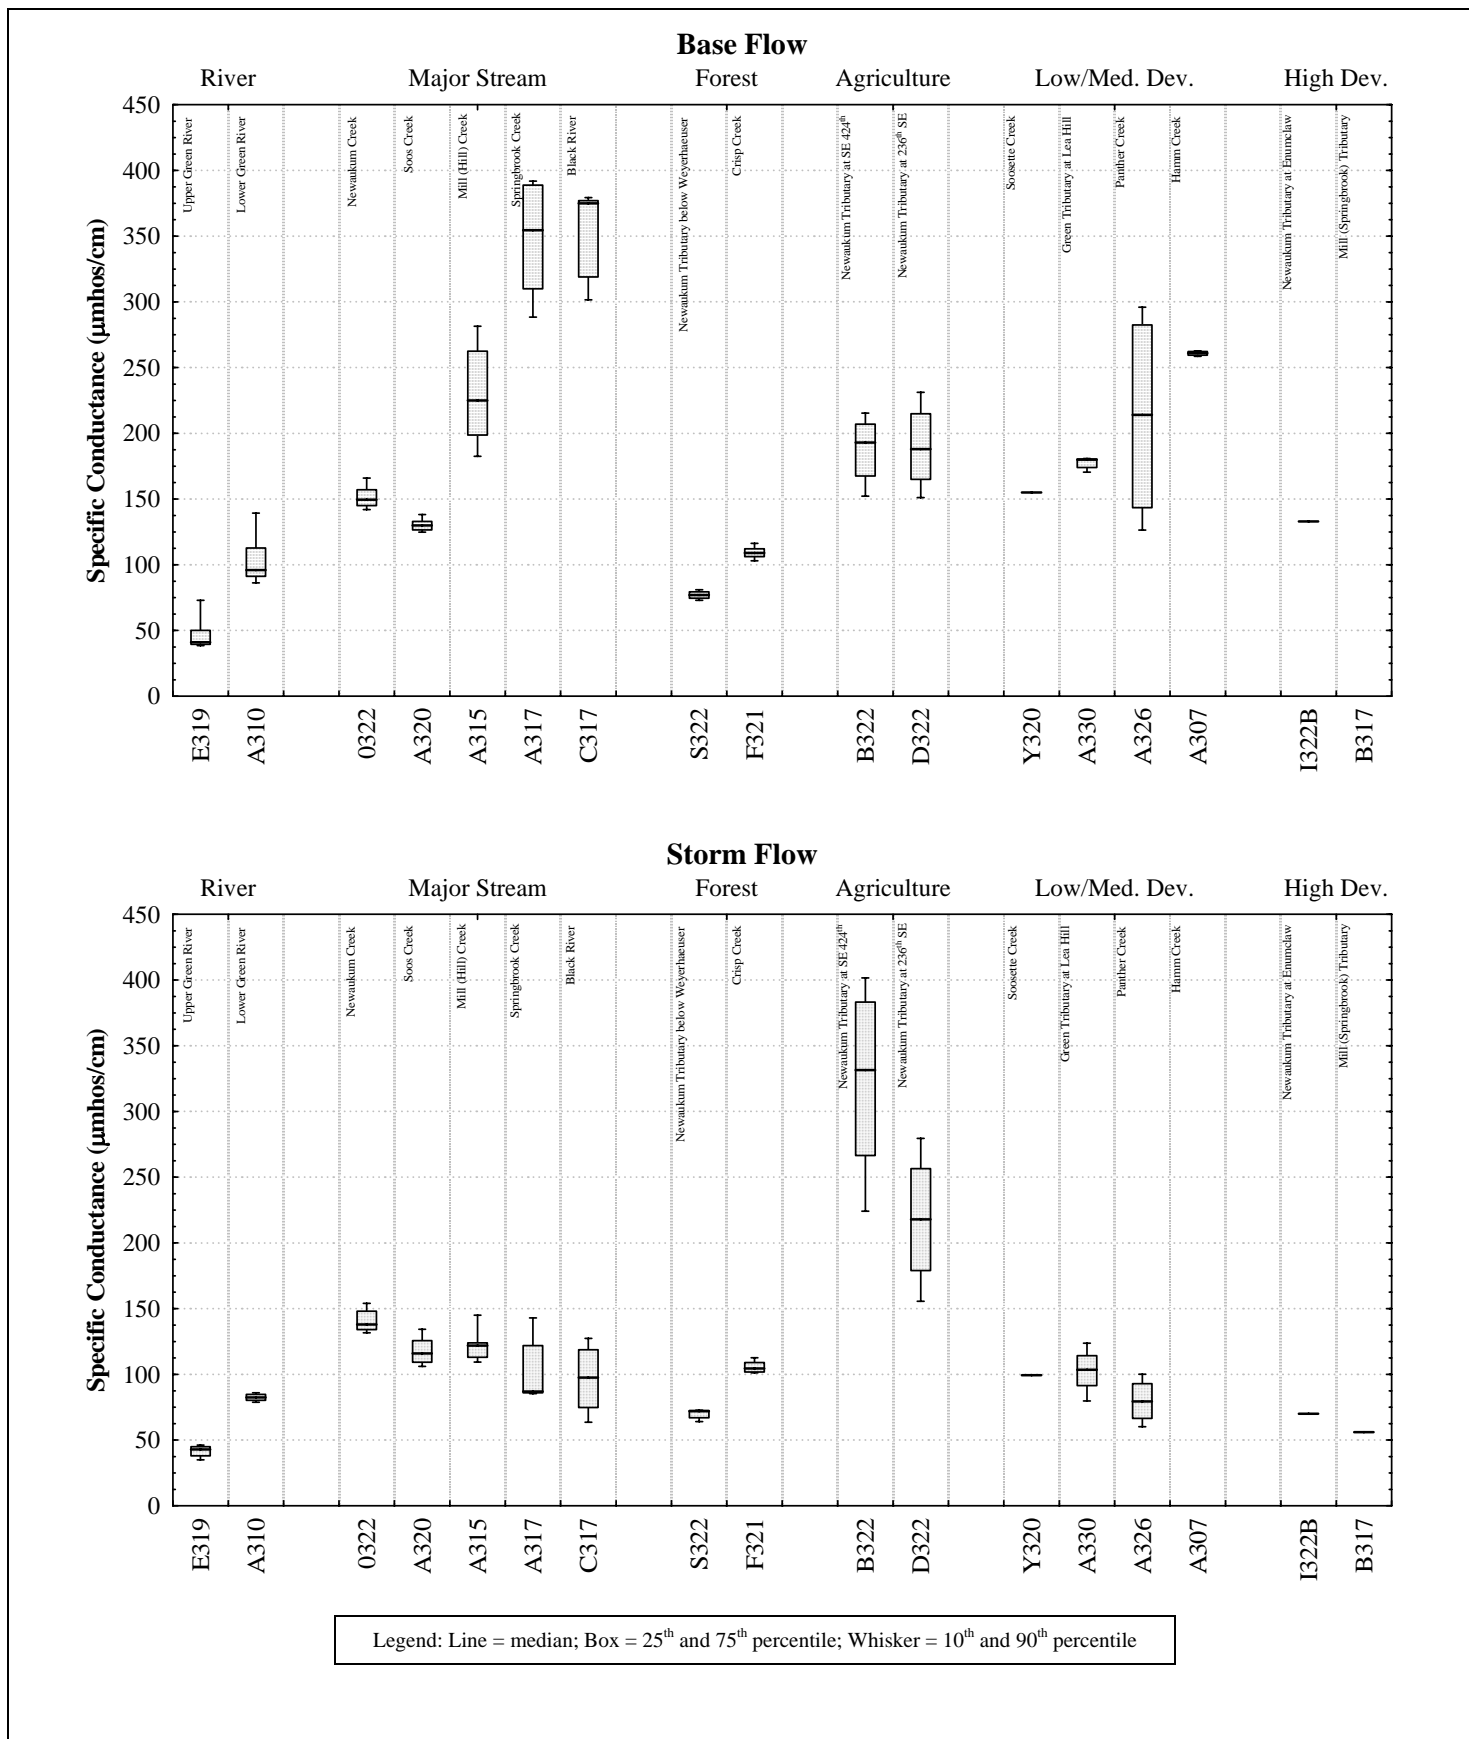 Base Flow
River Major Stream Forest Agriculture Low/Med. Dev. High Dev.
Specific Conductance (µmhos/cm)
450
400
350
300
250
200
150
100
50
0
Upper Green River
Lower Green River
Newaukum Creek
Soos Creek
Mill (Hill) Creek
Springbrook Creek
Black River
Newaukum Tributary below Weyerhaeuser
Crisp Creek
Newaukum Tributary at SE 424th
Newaukum Tributary at 236th SE
Soosette Creek
Green Tributary at Lea Hill
Panther Creek
Hamm Creek
Newaukum Tributary at Enumclaw
Mill (Springbrook) Tributary
E319
A310
0322
A320
A315
A317
C317
S322
F321
B322
D322
Y320
A330
A326
A307
I322B
B317
Storm Flow
River Major Stream Forest Agriculture Low/Med. Dev. High Dev.
Specific Conductance (µmhos/cm)
450
400
350
300
250
200
150
100
50
0
Upper Green River
Lower Green River
Newaukum Creek
Soos Creek
Mill (Hill) Creek
Springbrook Creek
Black River
Newaukum Tributary below Weyerhaeuser
Crisp Creek
Newaukum Tributary at SE 424th
Newaukum Tributary at 236th SE
Soosette Creek
Green Tributary at Lea Hill
Panther Creek
Hamm Creek
Newaukum Tributary at Enumclaw
Mill (Springbrook) Tributary
E319
A310
0322
A320
A315
A317
C317
S322
F321
B322
D322
Y320
A330
A326
A307
I322B
B317
Legend: Line = median; Box = 25th and 75th percentile; Whisker = 10th and 90th percentile